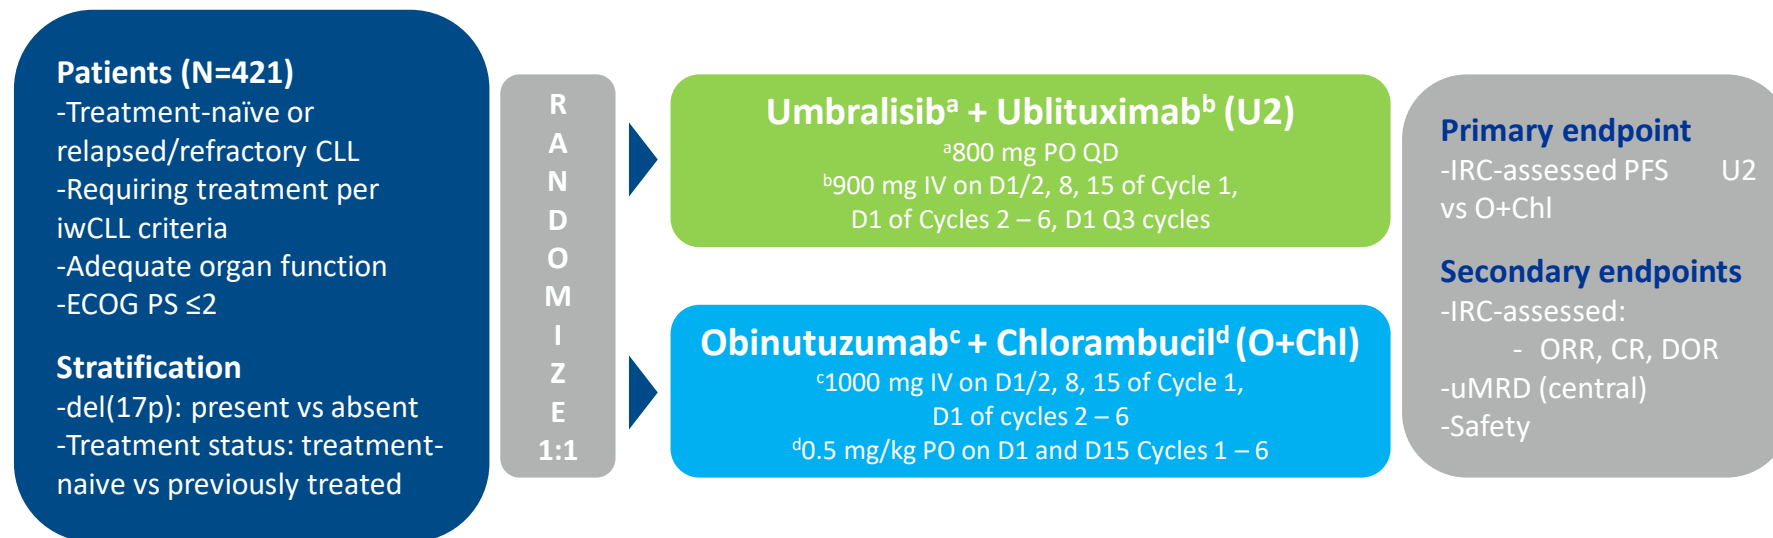 Patients (N=421)
-Treatment-naïve or
relapsed/refractory CLL
-Requiring treatment per
iwCLL criteria
-Adequate organ function
-ECOG PS ≤2
Stratification
-del(17p): present vs absent
-Treatment status: treatment-
naive vs previously treated
R
A
N
D
O
M
I
Z
E
1:1
Umbralisibᵃ + Ublituximabᵇ (U2)
ᵃ800 mg PO QD
ᵇ900 mg IV on D1/2, 8, 15 of Cycle 1,
D1 of Cycles 2 – 6, D1 Q3 cycles
Obinutuzumabᶜ + Chlorambucilᵈ (O+Chl)
ᶜ1000 mg IV on D1/2, 8, 15 of Cycle 1,
D1 of cycles 2 – 6
ᵈ0.5 mg/kg PO on D1 and D15 Cycles 1 – 6
Primary endpoint
-IRC-assessed PFS U2
vs O+Chl
Secondary endpoints
-IRC-assessed:
- ORR, CR, DOR
-uMRD (central)
-Safety